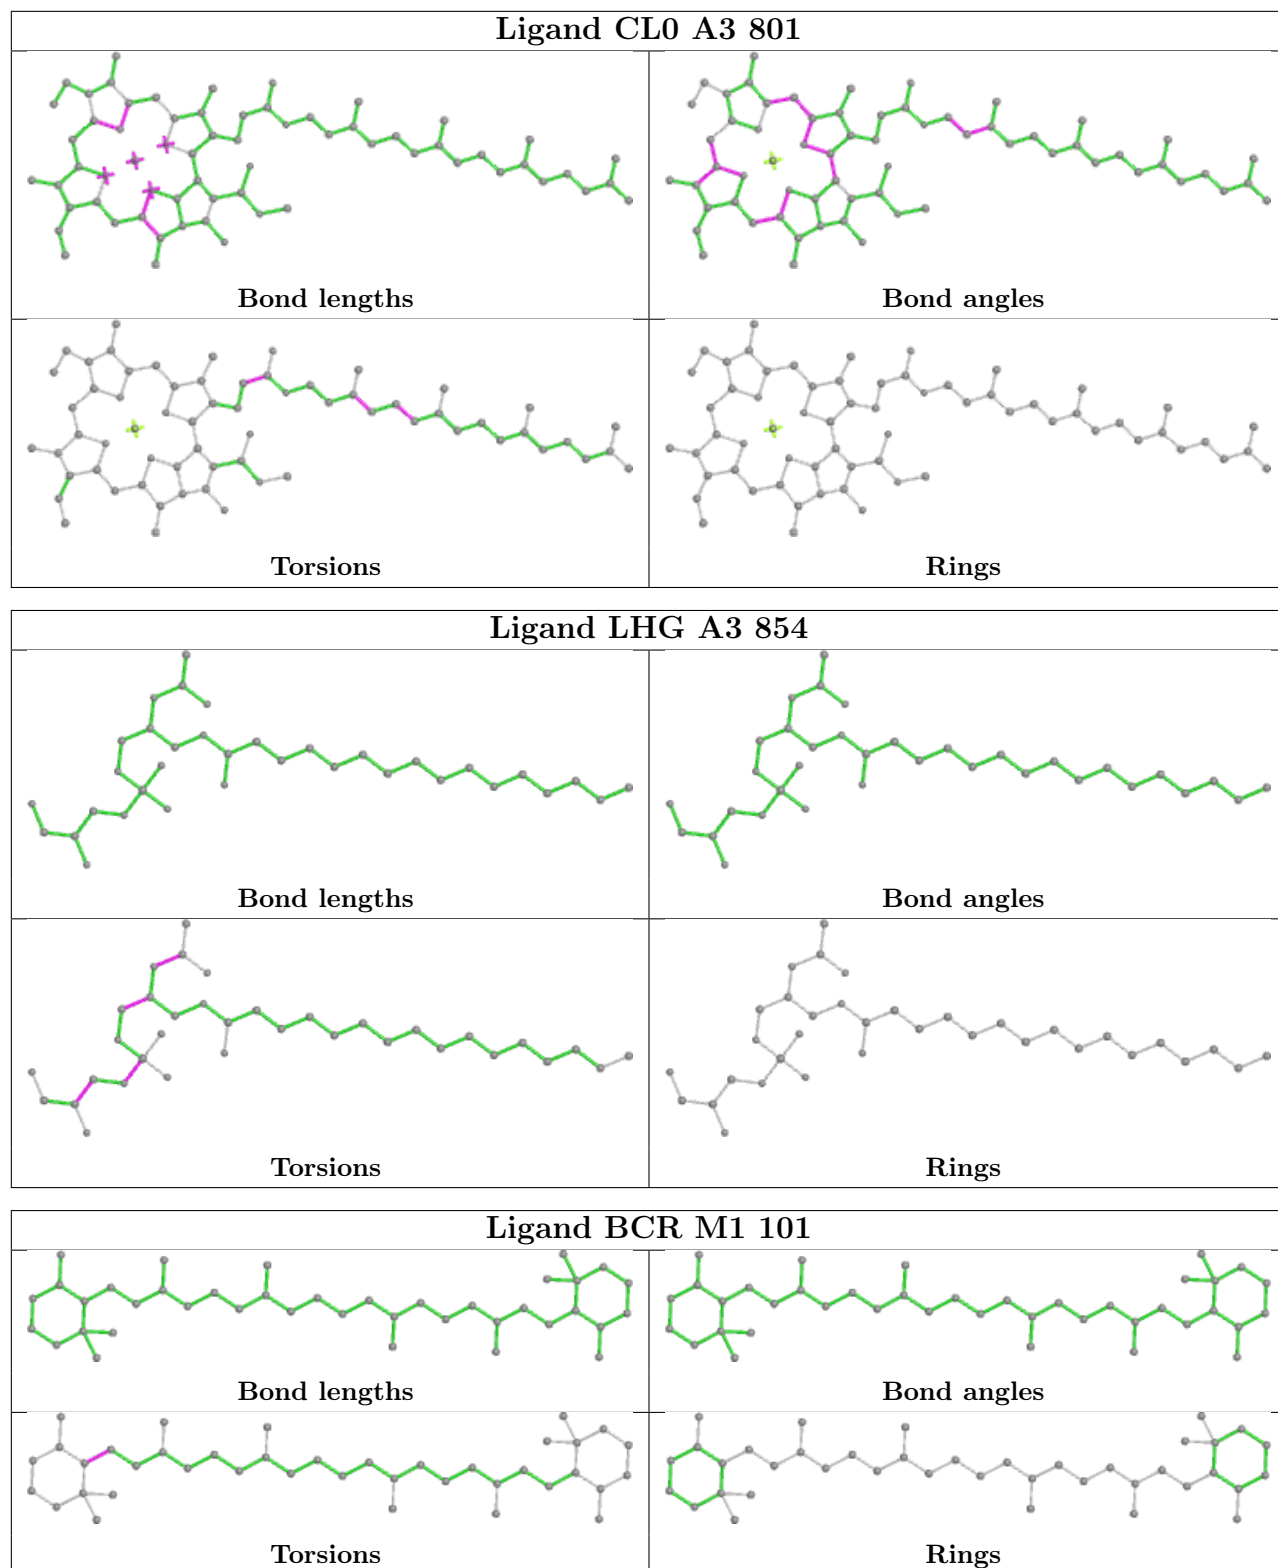 Ligand CL0 A3 801
Bond lengths
Bond angles
Torsions
Rings
Ligand LHG A3 854
Bond lengths
Bond angles
Torsions
Rings
Ligand BCR M1 101
Bond lengths
Bond angles
Torsions
Rings